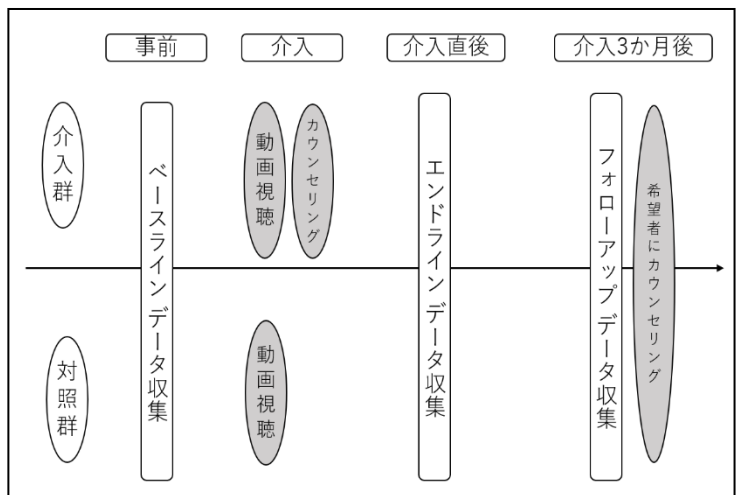 事前
介入
介入直後
介入3か月後
介入群
対照群
ベースラインデータ収集
動画視聴
カウンセリング
動画視聴
エンドラインデータ収集
フォローアップデータ収集
希望者にカウンセリング